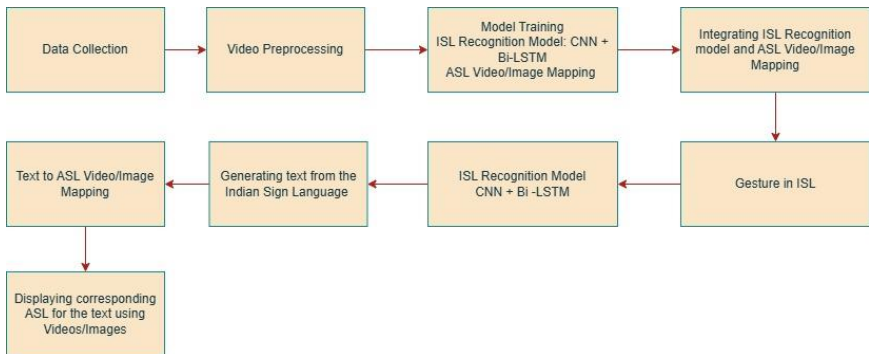 Data Collection
Video Preprocessing
Model Training
ISL Recognition Model: CNN +
Bi-LSTM
ASL Video/Image Mapping
Integrating ISL Recognition
model and ASL Video/Image
Mapping
Gesture in ISL
ISL Recognition Model
CNN + Bi -LSTM
Generating text from the
Indian Sign Language
Text to ASL Video/Image
Mapping
Displaying corresponding
ASL for the text using
Videos/Images